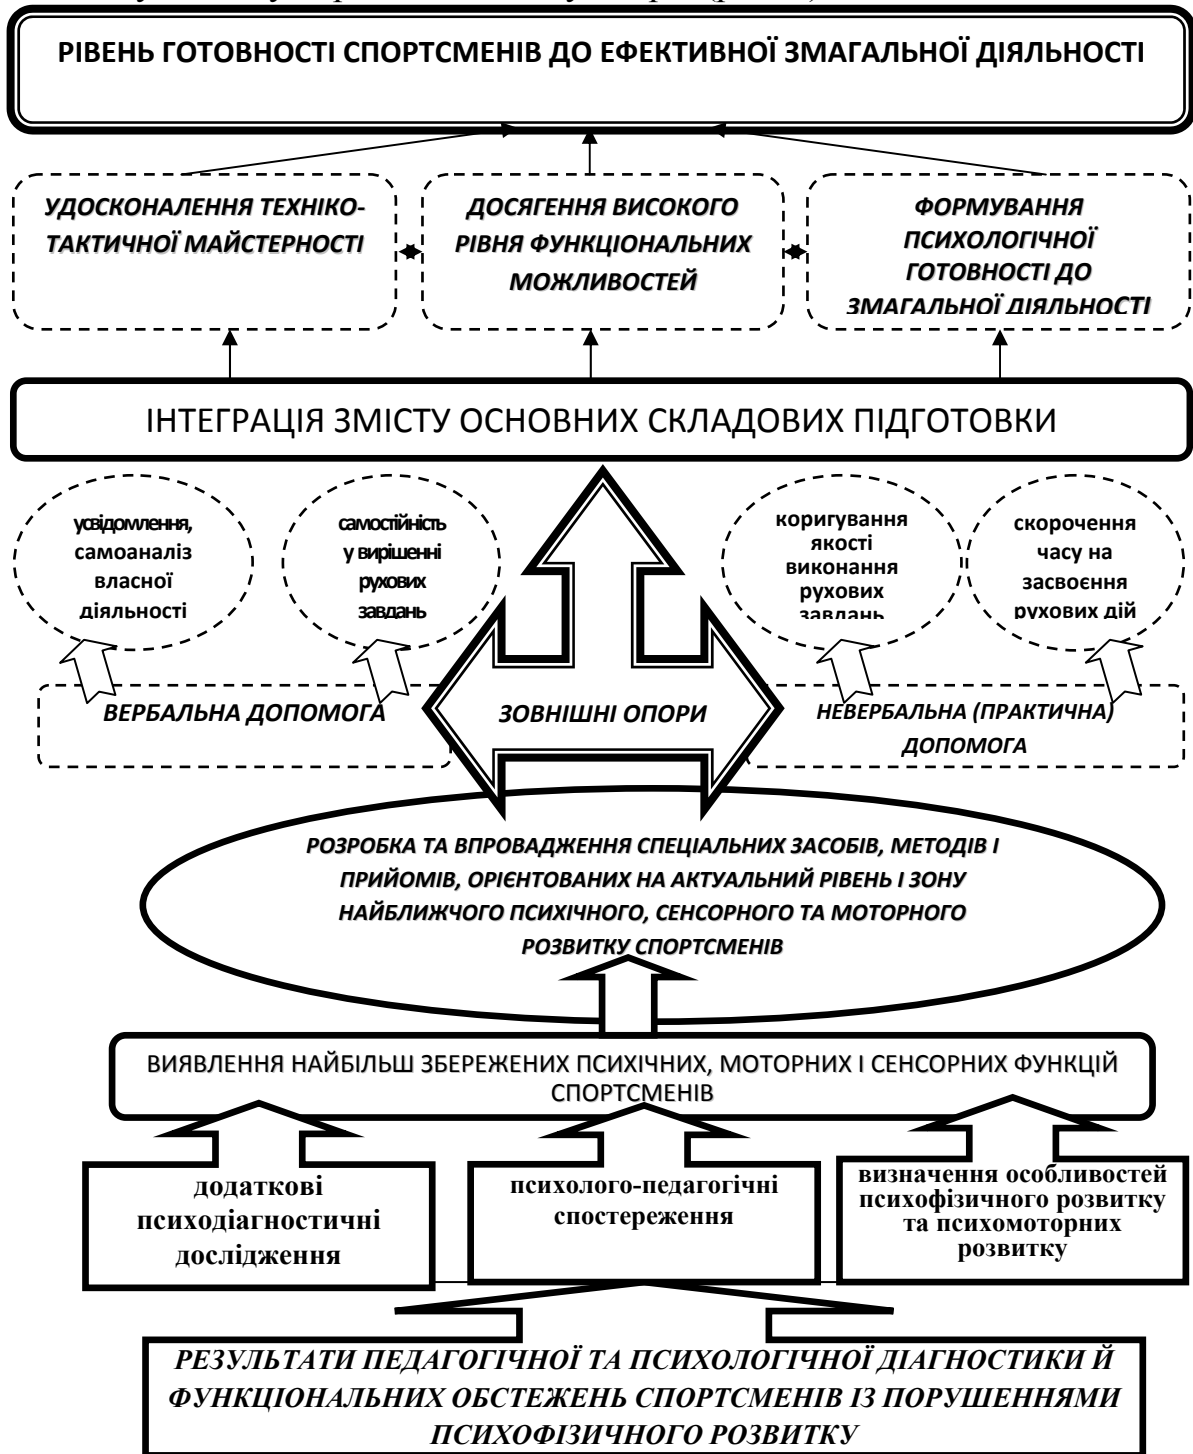 РІВЕНЬ ГОТОВНОСТІ СПОРТСМЕНІВ ДО ЕФЕКТИВНОЇ ЗМАГАЛЬНОЇ ДІЯЛЬНОСТІ
УДОСКОНАЛЕННЯ ТЕХНІКО-
ТАКТИЧНОЇ МАЙСТЕРНОСТІ
ДОСЯГЕННЯ ВИСОКОГО
РІВНЯ ФУНКЦІОНАЛЬНИХ
МОЖЛИВОСТЕЙ
ФОРМУВАННЯ
ПСИХОЛОГІЧНОЇ
ГОТОВНОСТІ ДО
ЗМАГАЛЬНОЇ ДІЯЛЬНОСТІ
ІНТЕГРАЦІЯ ЗМІСТУ ОСНОВНИХ СКЛАДОВИХ ПІДГОТОВКИ
усвідомлення,
самоаналіз
власної
діяльності
самостійність
у вирішенні
рухових
завдань
коригування
якості
виконання
рухових
завдань
скорочення
часу на
засвоєння
рухових дій
ВЕРБАЛЬНА ДОПОМОГА
ЗОВНІШНІ ОПОРИ
НЕВЕРБАЛЬНА (ПРАКТИЧНА)
ДОПОМОГА
РОЗРОБКА ТА ВПРОВАДЖЕННЯ СПЕЦІАЛЬНИХ ЗАСОБІВ, МЕТОДІВ І
ПРИЙОМІВ, ОРІЄНТОВАНИХ НА АКТУАЛЬНИЙ РІВЕНЬ І ЗОНУ
НАЙБЛИЖЧОГО ПСИХІЧНОГО, СЕНСОРНОГО ТА МОТОРНОГО
РОЗВИТКУ СПОРТСМЕНІВ
ВИЯВЛЕННЯ НАЙБІЛЬШ ЗБЕРЕЖЕНИХ ПСИХІЧНИХ, МОТОРНИХ І СЕНСОРНИХ ФУНКЦІЙ
СПОРТСМЕНІВ
додаткові
психодіагностичні
дослідження
психолого-педагогічні
спостереження
визначення особливостей
психофізичного розвитку
та психомоторних
розвитку
РЕЗУЛЬТАТИ ПЕДАГОГІЧНОЇ ТА ПСИХОЛОГІЧНОЇ ДІАГНОСТИКИ Й
ФУНКЦІОНАЛЬНИХ ОБСТЕЖЕНЬ СПОРТСМЕНІВ ІЗ ПОРУШЕННЯМИ
ПСИХОФІЗИЧНОГО РОЗВИТКУ